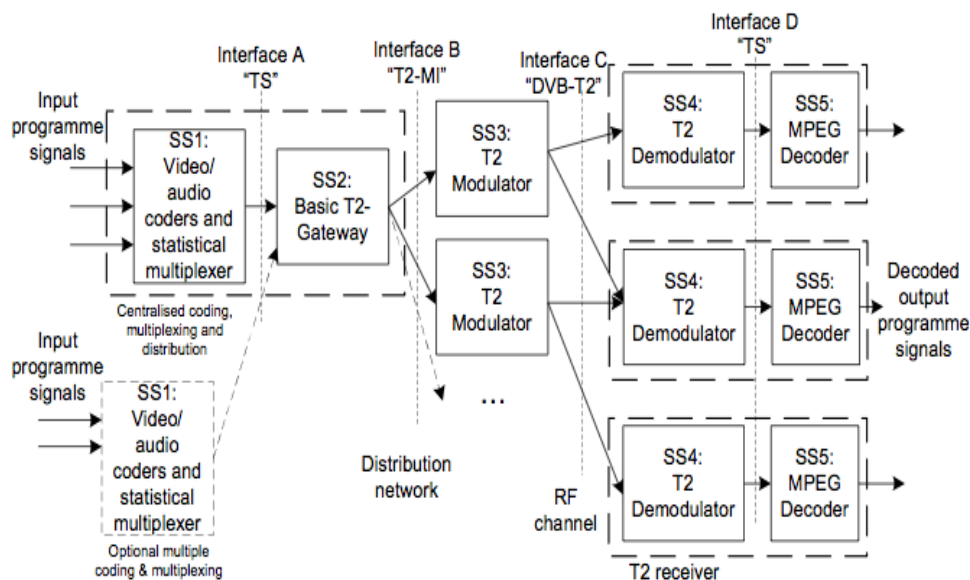 Interface A
“TS”
Interface B
“T2-MI”
Interface C
“DVB-T2”
Interface D
“TS”
Input
programme
signals
SS1:
Video/
audio
coders and
statistical
multiplexer
SS2:
Basic T2-
Gateway
Centralised coding,
multiplexing and
distribution
SS3:
T2
Modulator
SS3:
T2
Modulator
...
SS4:
T2
Demodulator
SS5:
MPEG
Decoder
SS4:
T2
Demodulator
SS5:
MPEG
Decoder
Decoded
output
programme
signals
SS4:
T2
Demodulator
SS5:
MPEG
Decoder
T2 receiver
Input
programme
signals
SS1:
Video/
audio
coders and
statistical
multiplexer
Optional multiple
coding & multiplexing
Distribution
network
RF
channel